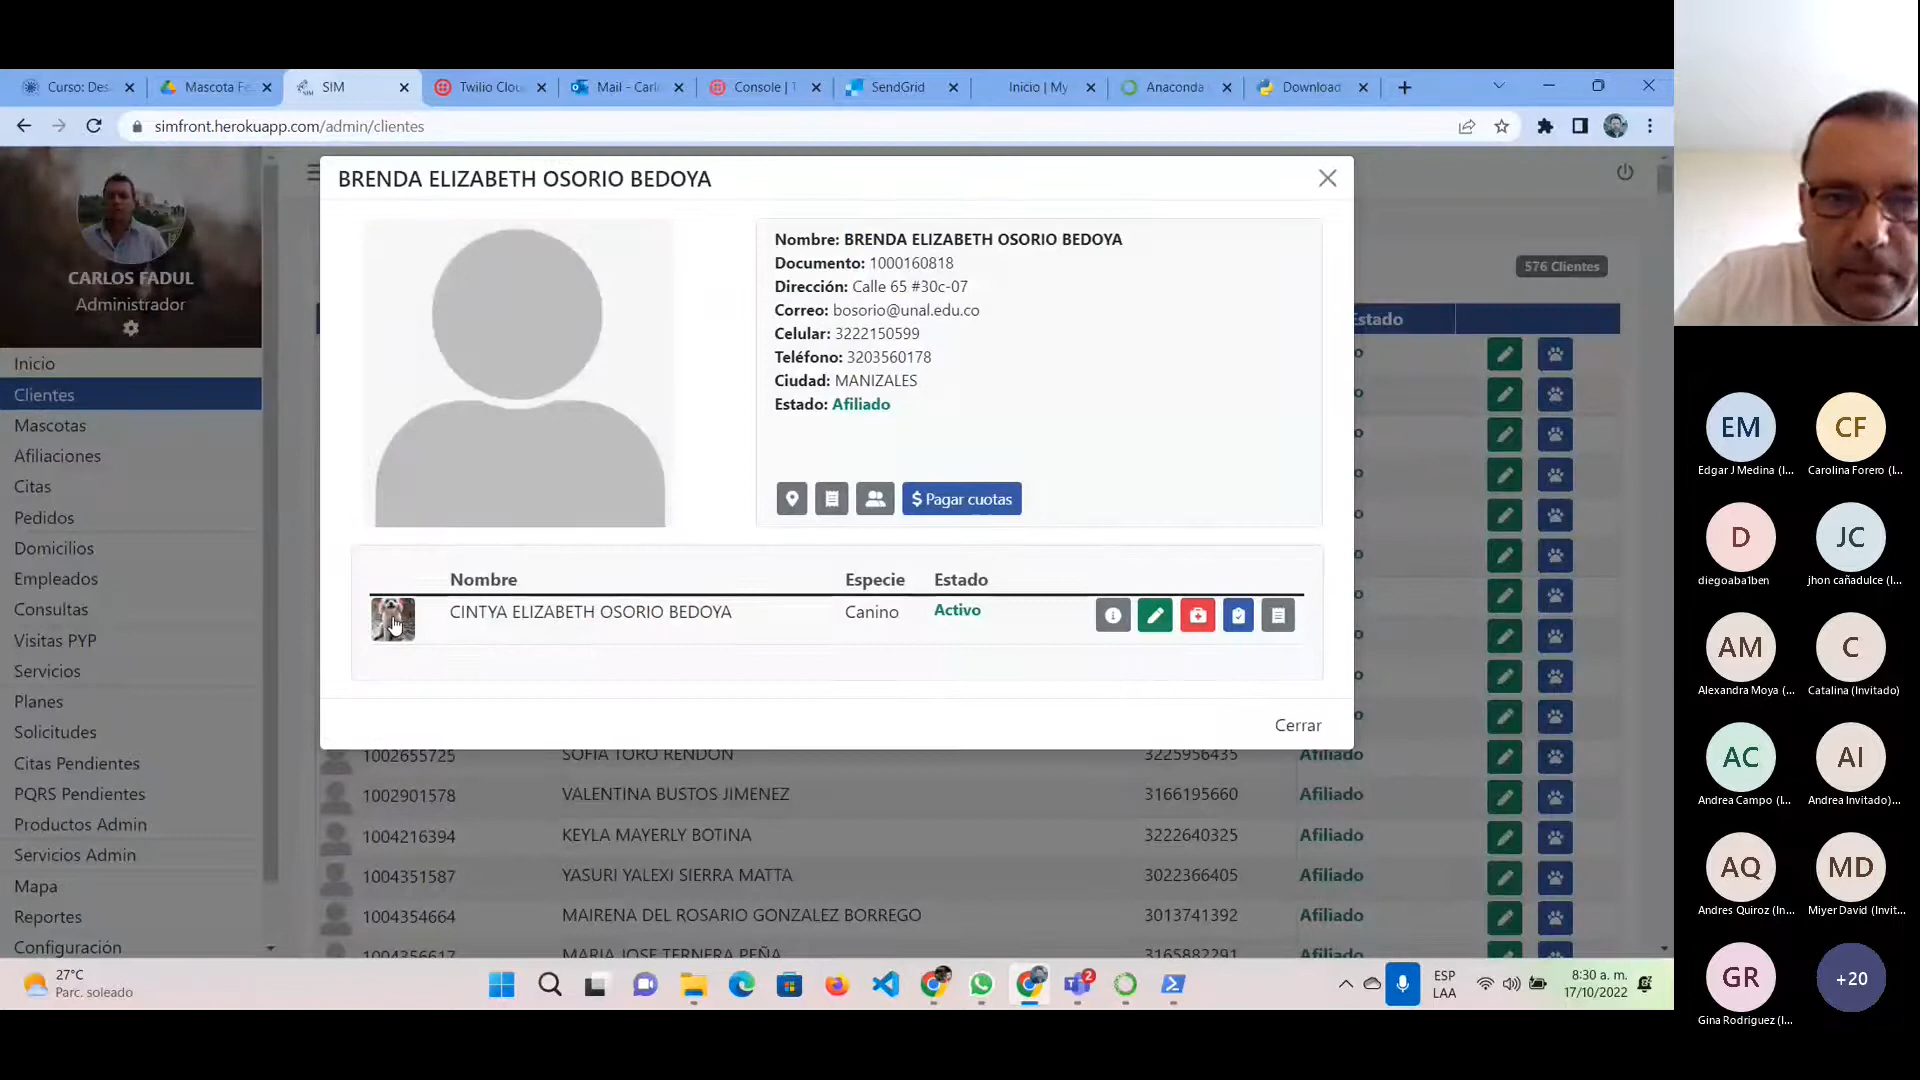 Curso: Des
Mascota Fe
SIM
Twilio Clou
Mail - Carl
Console | T
SendGrid
Inicio | My
Anaconda
Download
simfront.herokuapp.com/admin/clientes
CARLOS FADUL
Administrador
Inicio
Clientes
Mascotas
Afiliaciones
Citas
Pedidos
Domicilios
Empleados
Consultas
Visitas PYP
Servicios
Planes
Solicitudes
Citas Pendientes
PQRS Pendientes
Productos Admin
Servicios Admin
Mapa
Reportes
Configuración
BRENDA ELIZABETH OSORIO BEDOYA
Nombre: BRENDA ELIZABETH OSORIO BEDOYA
Documento: 1000160818
Dirección: Calle 65 #30c-07
Correo: bosorio@unal.edu.co
Celular: 3222150599
Teléfono: 3203560178
Ciudad: MANIZALES
Estado: Afiliado
$ Pagar cuotas
Nombre Especie Estado
CINTYA ELIZABETH OSORIO BEDOYA Canino Activo
Cerrar
576 Clientes
Estado
1002655725 SOFIA TORO RENDON 3225956435 Afiliado
1002901578 VALENTINA BUSTOS JIMENEZ 3166195660 Afiliado
1004216394 KEYLA MAYERLY BOTINA 3222640325 Afiliado
1004351587 YASURI YALEXI SIERRA MATTA 3022366405 Afiliado
1004354664 MAIRENA DEL ROSARIO GONZALEZ BORREGO 3013741392 Afiliado
1004356617 MARIA JOSE TERNERA PEÑA 3165882291 Afiliado
27°C
Parc. soleado
2
ESP
LAA
8:30 a. m.
17/10/2022
EM CF
Edgar J Medina (I... Carolina Forero (I...
D JC
diegoaba1ben jhon cañadulce (I...
AM C
Alexandra Moya (... Catalina (Invitado)
AC AI
Andrea Campo (I... Andrea Invitado)...
AQ MD
Andres Quiroz (In... Miyer David (Invit...
GR +20
Gina Rodriguez (I...